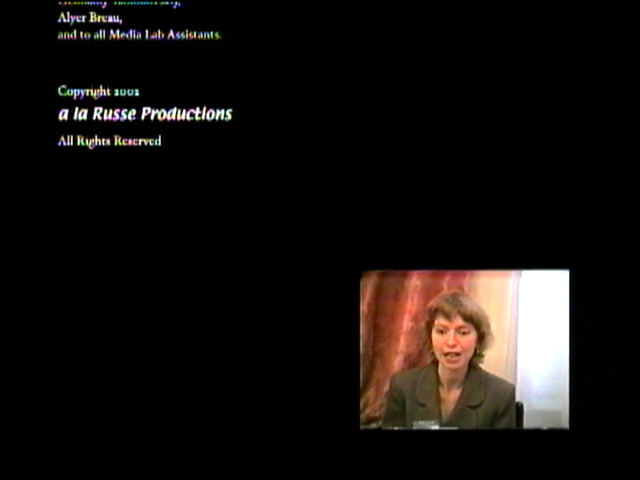 Alyer Breau,
and to all Media Lab Assistants.
Copyright 2002
a la Russe Productions
All Rights Reserved